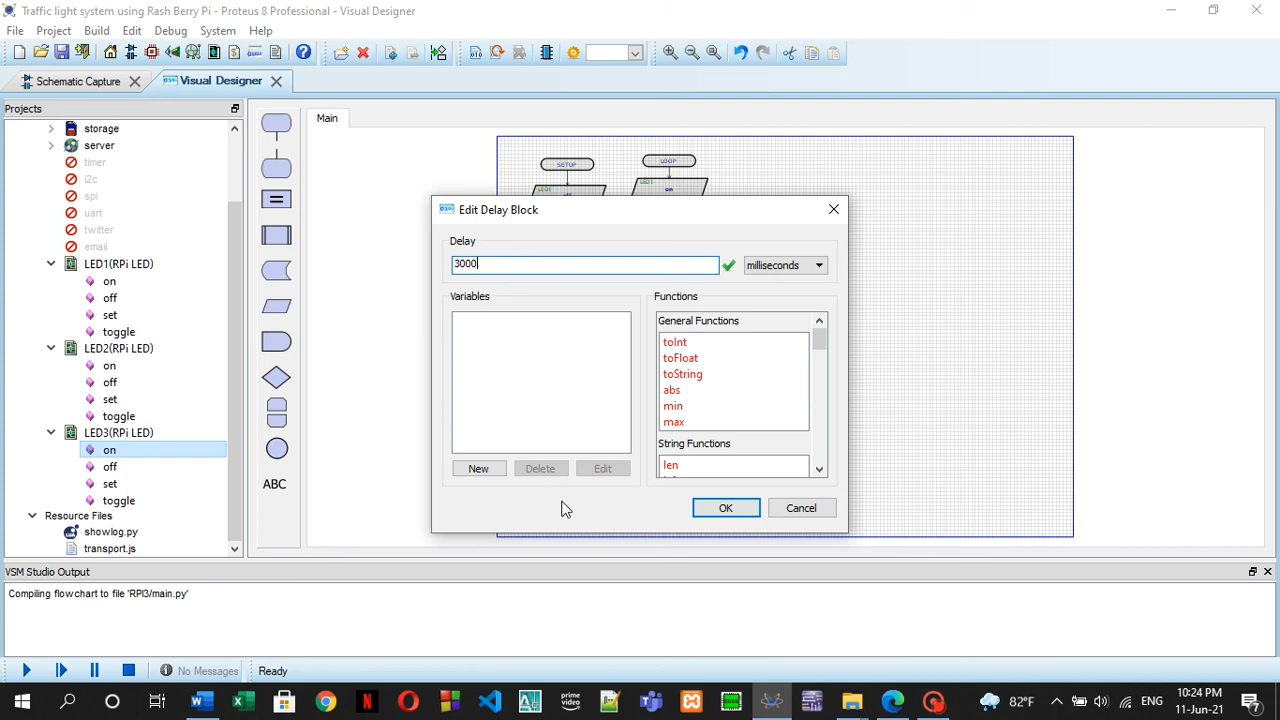 Traffic light system using Rash Berry Pi - Proteus 8 Professional - Visual Designer
File Project Build Edit Debug System Help
Schematic Capture
Visual Designer
Projects
storage
server
timer
i2c
spi
uart
twitter
email
LED1(RPi LED)
on
off
set
toggle
LED2(RPi LED)
on
off
set
toggle
LED3(RPi LED)
on
off
set
toggle
Resource Files
showlog.py
transport.js
ABC
Main
SETUP
LOOP
LED1
on
Edit Delay Block
Delay
3000
milliseconds
Variables
New
Delete
Edit
Functions
General Functions
toInt
toFloat
toString
abs
min
max
String Functions
len
OK
Cancel
VSM Studio Output
Compiling flowchart to file 'RPI3/main.py'
No Messages
Ready
82°F
ENG
10:24 PM
11-Jun-21
7